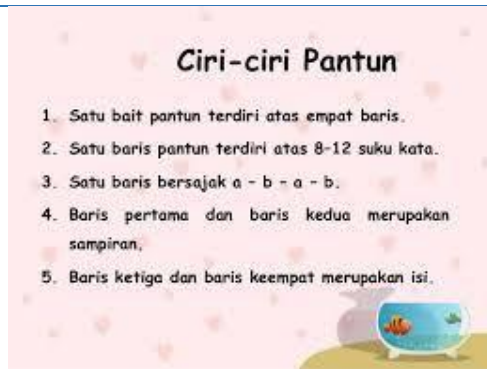 Ciri-ciri Pantun
1. Satu bait pantun terdiri atas empat baris.
2. Satu baris pantun terdiri atas 8-12 suku kata.
3. Satu baris bersajak a - b - a - b.
4. Baris pertama dan baris kedua merupakan
sampiran.
5. Baris ketiga dan baris keempat merupakan isi.